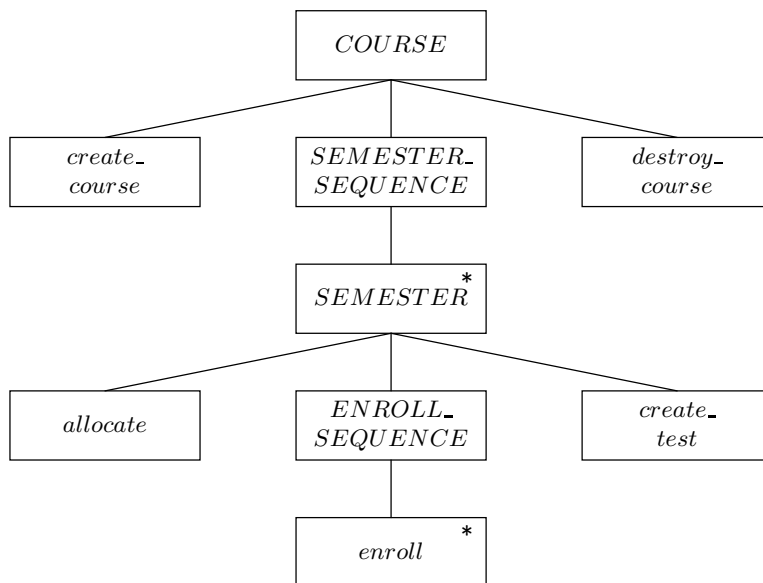 COURSE
create_
course
SEMESTER_
SEQUENCE
destroy_
course
SEMESTER*
allocate
ENROLL_
SEQUENCE
create_
test
enroll*